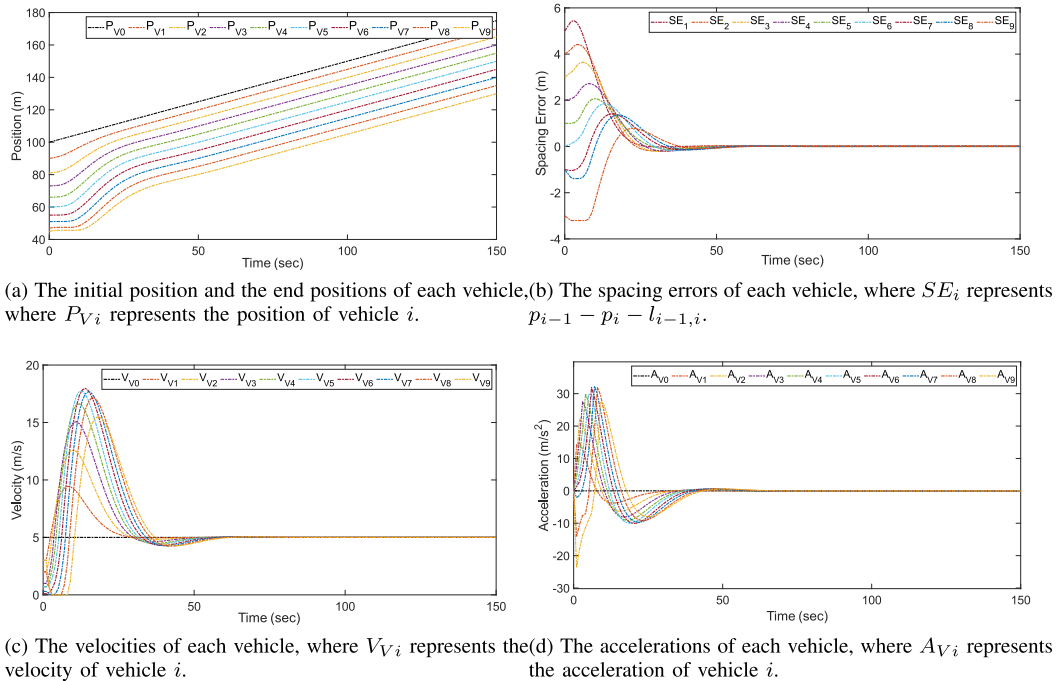 P_V0 P_V1 P_V2 P_V3 P_V4 P_V5 P_V6 P_V7 P_V8 P_V9
180
160
140
120
100
80
60
40
0 50 100 150
Position (m)
Time (sec)
(a) The initial position and the end positions of each vehicle,
where P_{Vi} represents the position of vehicle i.
SE_1 SE_2 SE_3 SE_4 SE_5 SE_6 SE_7 SE_8 SE_9
6
4
2
0
-2
-4
0 50 100 150
Spacing Error (m)
Time (sec)
(b) The spacing errors of each vehicle, where SE_i represents
p_{i-1} − p_i − l_{i-1,i}.
V_V0 V_V1 V_V2 V_V3 V_V4 V_V5 V_V6 V_V7 V_V8 V_V9
20
15
10
5
0
0 50 100 150
Velocity (m/s)
Time (sec)
(c) The velocities of each vehicle, where V_{Vi} represents the
velocity of vehicle i.
A_V0 A_V1 A_V2 A_V3 A_V4 A_V5 A_V6 A_V7 A_V8 A_V9
30
20
10
0
-10
-20
-30
0 50 100 150
Acceleration (m/s²)
Time (sec)
(d) The accelerations of each vehicle, where A_{Vi} represents
the acceleration of vehicle i.